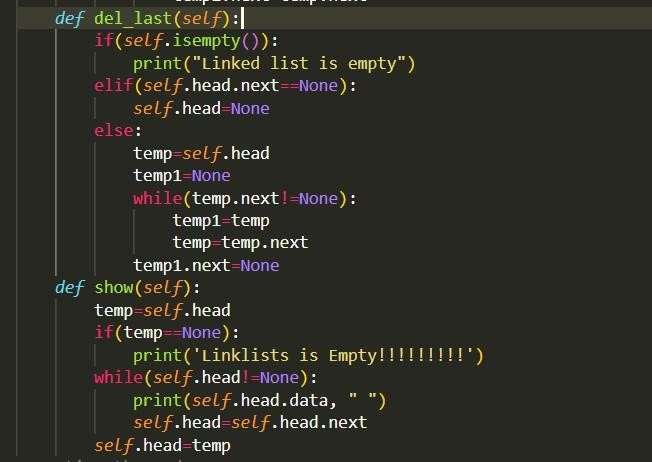 def del_last(self):
if(self.isempty()):
print("Linked list is empty")
elif(self.head.next==None):
self.head=None
else:
temp=self.head
temp1=None
while(temp.next!=None):
temp1=temp
temp=temp.next
temp1.next=None
def show(self):
temp=self.head
if(temp==None):
print('Linklists is Empty!!!!!!!!!')
while(self.head!=None):
print(self.head.data, " ")
self.head=self.head.next
self.head=temp